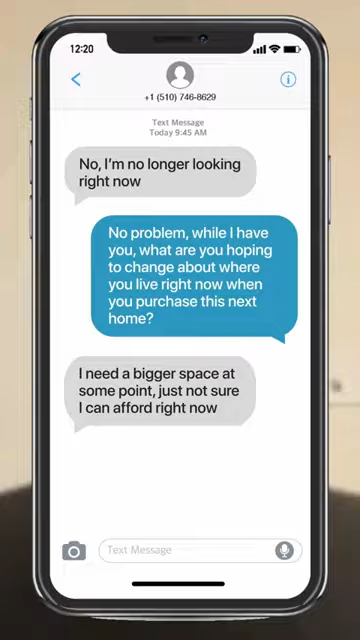 12:20
+1 (510) 746-8629
Text Message
Today 9:45 AM
No, I'm no longer looking
right now
No problem, while I have
you, what are you hoping
to change about where
you live right now when
you purchase this next
home?
I need a bigger space at
some point, just not sure
I can afford right now
Text Message